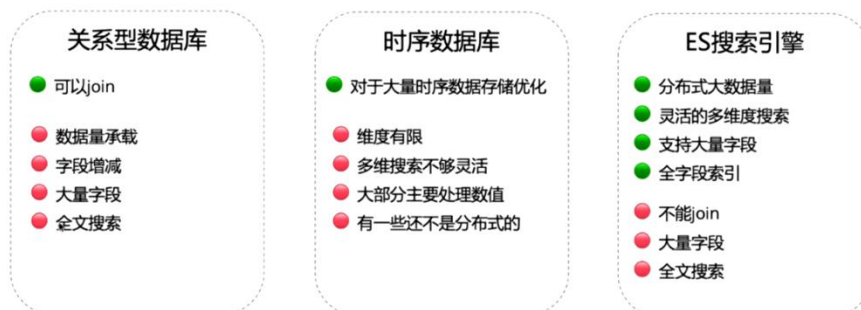 关系型数据库
可以join
数据量承载
字段增减
大量字段
全文搜索
时序数据库
对于大量时序数据存储优化
维度有限
多维搜索不够灵活
大部分主要处理数值
有一些还不是分布式的
ES搜索引擎
分布式大数据量
灵活的多维度搜索
支持大量字段
全字段索引
不能join
大量字段
全文搜索